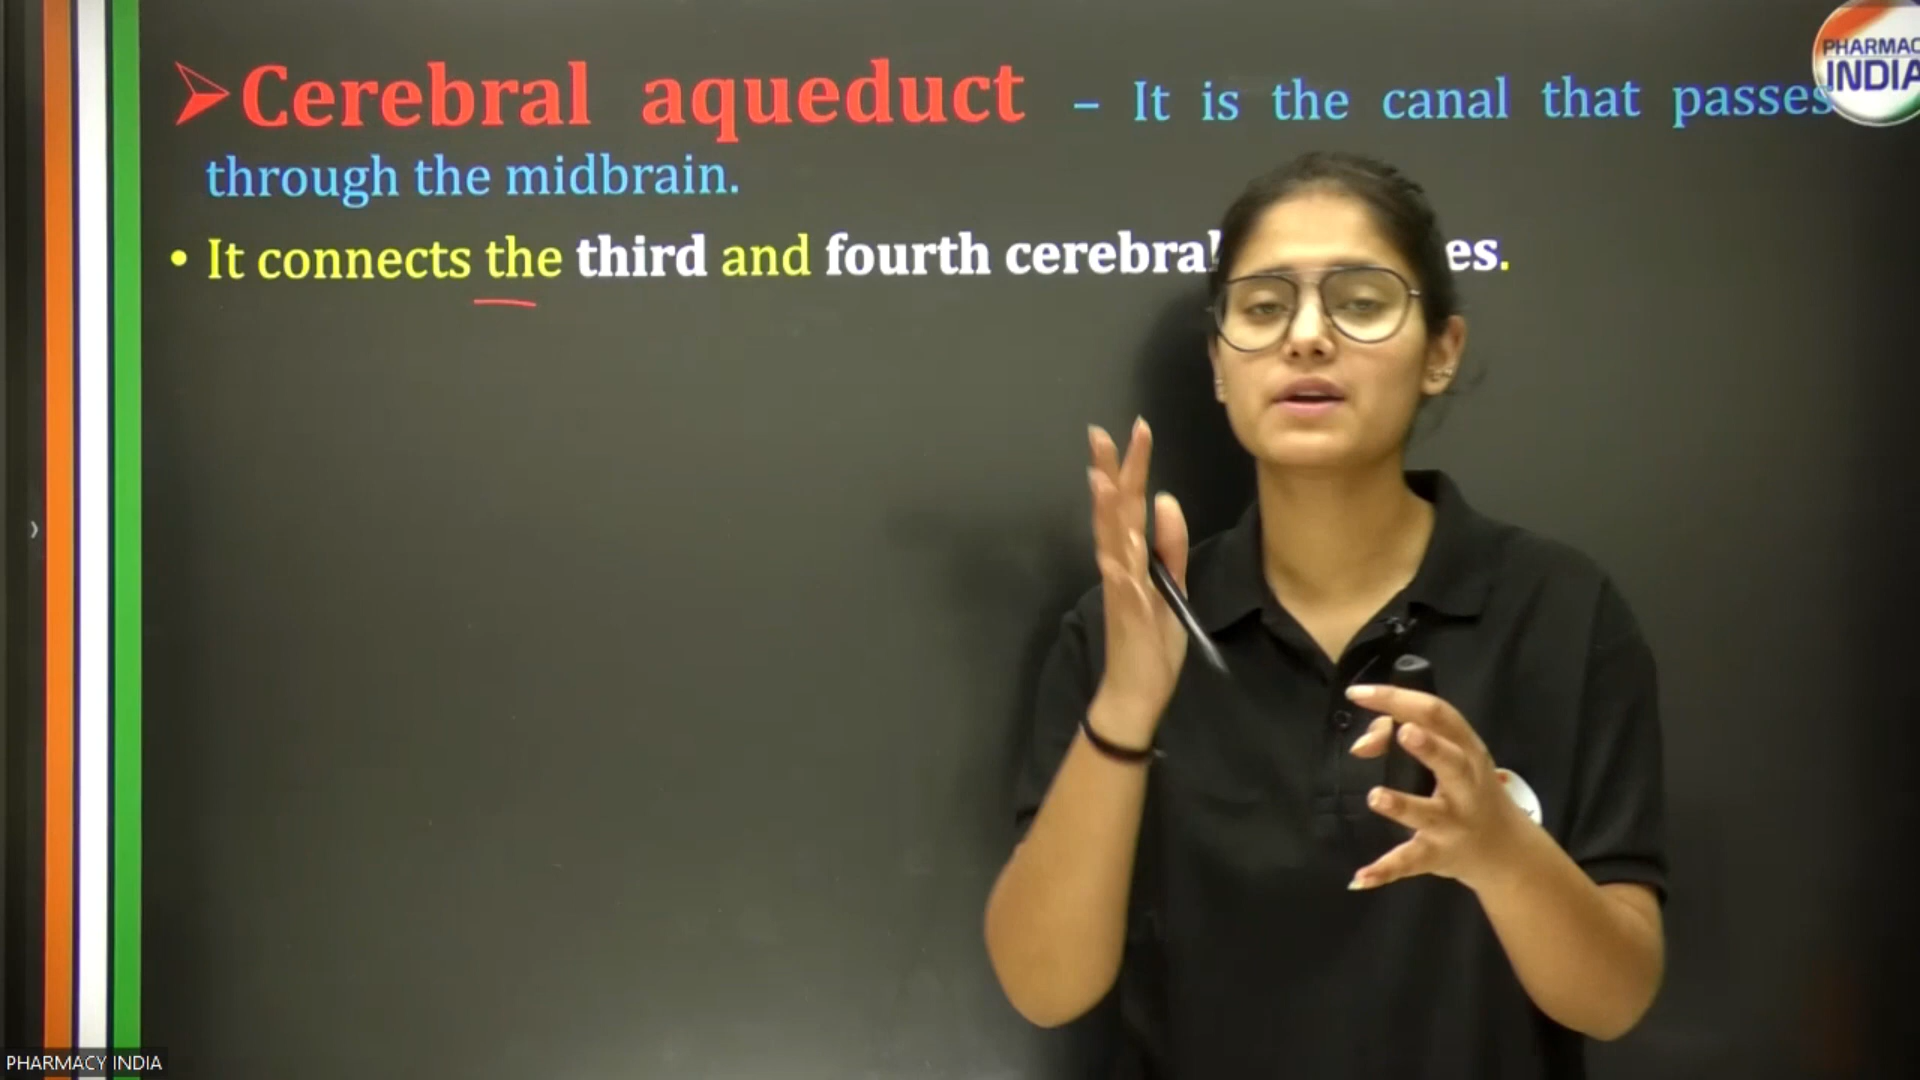 ➢Cerebral aqueduct – It is the canal that passes
through the midbrain.
• It connects the third and fourth cerebral es.
PHARMACY INDIA